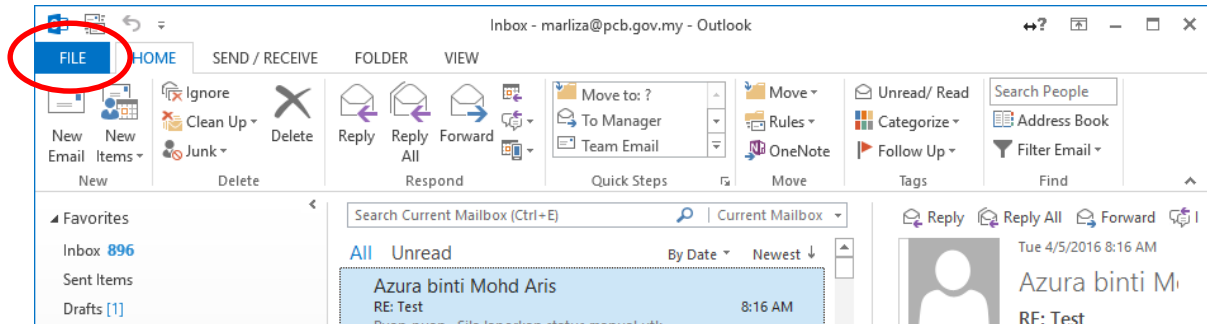 Inbox - marliza@pcb.gov.my - Outlook
FILE HOME SEND / RECEIVE FOLDER VIEW
New Email
New Items
Ignore
Clean Up
Junk
Delete
Reply
Reply All
Forward
Move to: ?
To Manager
Team Email
Move
Rules
OneNote
Unread/ Read
Categorize
Follow Up
Search People
Address Book
Filter Email
New Delete Respond Quick Steps Move Tags Find
Favorites
Inbox 896
Sent Items
Drafts [1]
Search Current Mailbox (Ctrl+E) Current Mailbox
All Unread By Date Newest
Azura binti Mohd Aris
RE: Test 8:16 AM
Reply Reply All Forward
Tue 4/5/2016 8:16 AM
Azura binti M
RE: Test